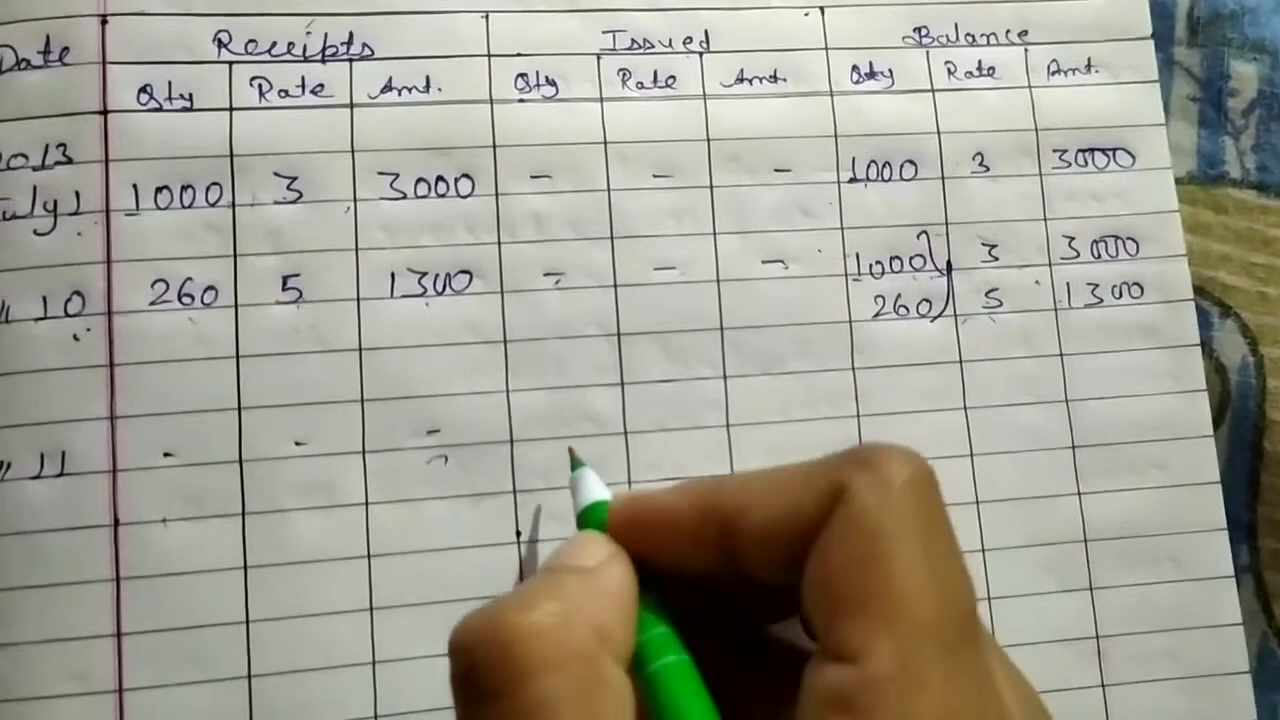 Date Receipts Issued Balance
Qty Rate Amt. Qty Rate Amt. Qty Rate Amt.
2013
July 1 1000 3 3000 - - - 1000 3 3000
" 10 260 5 1300 - - - 1000 3 3000
260 5 1300
" 11 - - -